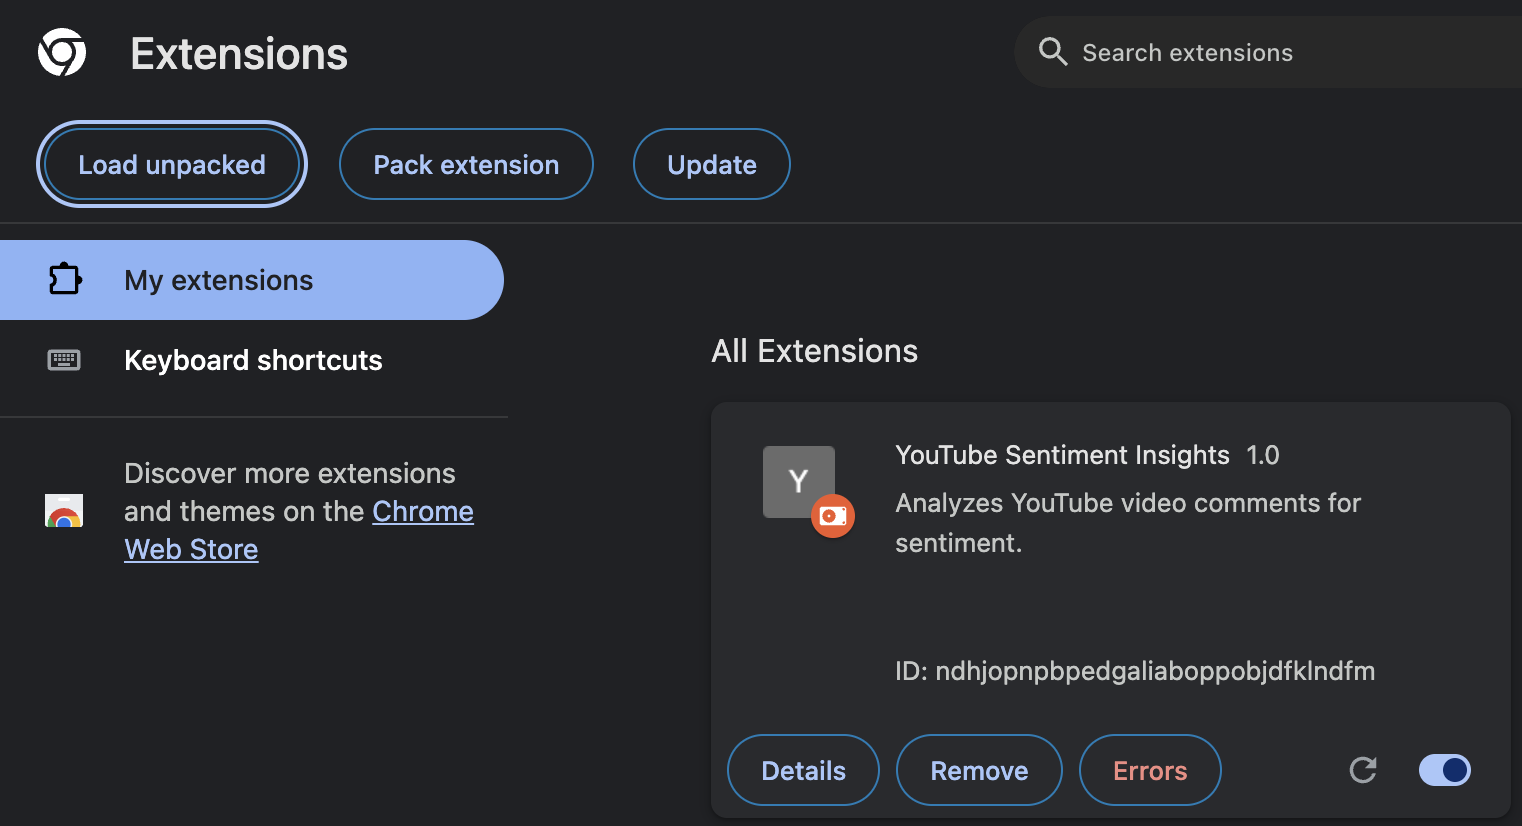 Extensions
Search extensions
Load unpacked
Pack extension
Update
My extensions
Keyboard shortcuts
Discover more extensions
and themes on the Chrome
Web Store
All Extensions
Y
YouTube Sentiment Insights 1.0
Analyzes YouTube video comments for
sentiment.
ID: ndhjopnpbpedgaliaboppobjdfklndfm
Details
Remove
Errors